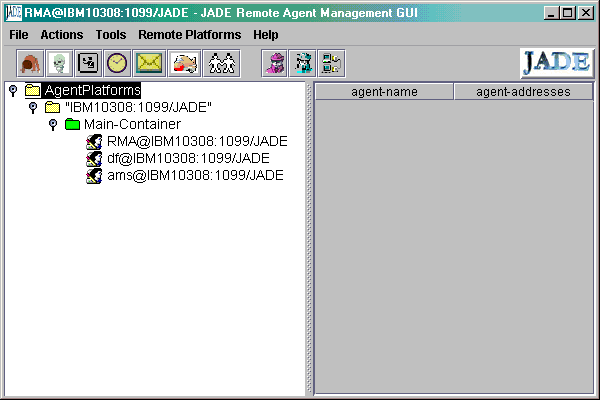 RMA@IBM10308:1099/JADE - JADE Remote Agent Management GUI
File Actions Tools Remote Platforms Help
JADE
AgentPlatforms
"IBM10308:1099/JADE"
Main-Container
RMA@IBM10308:1099/JADE
df@IBM10308:1099/JADE
ams@IBM10308:1099/JADE
agent-name agent-addresses